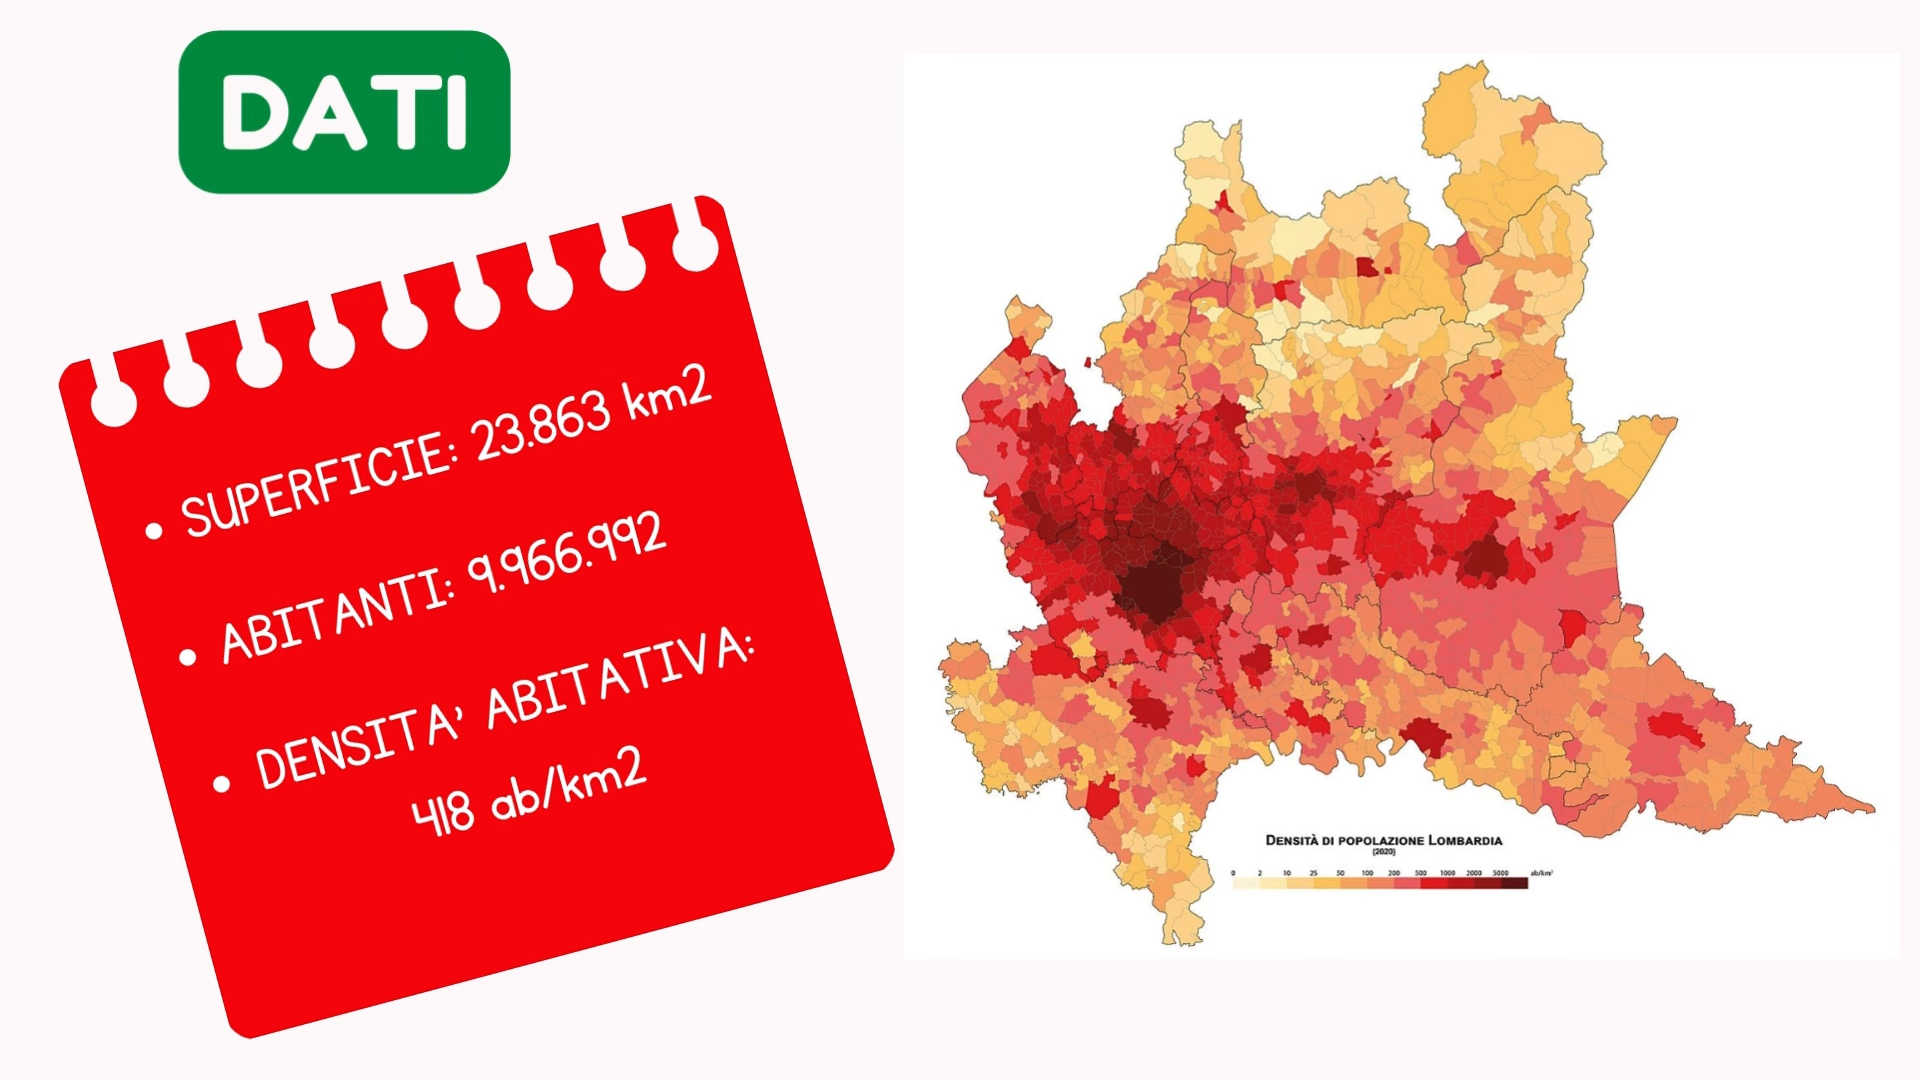 DATI
• SUPERFICIE: 23.863 km2
• ABITANTI: 9.966.992
• DENSITA' ABITATIVA:
418 ab/km2
DENSITÀ DI POPOLAZIONE LOMBARDIA
(2020)
0 2 10 25 50 100 200 500 1000 2000 5000 ab/km²